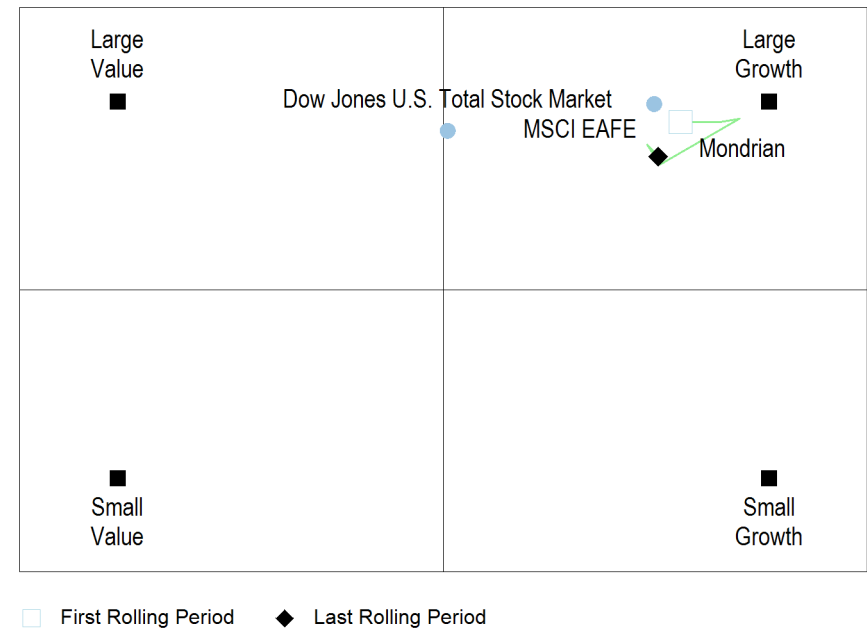 Large
Value
Large
Growth
Dow Jones U.S. Total Stock Market
MSCI EAFE
Mondrian
Small
Value
Small
Growth
First Rolling Period
Last Rolling Period